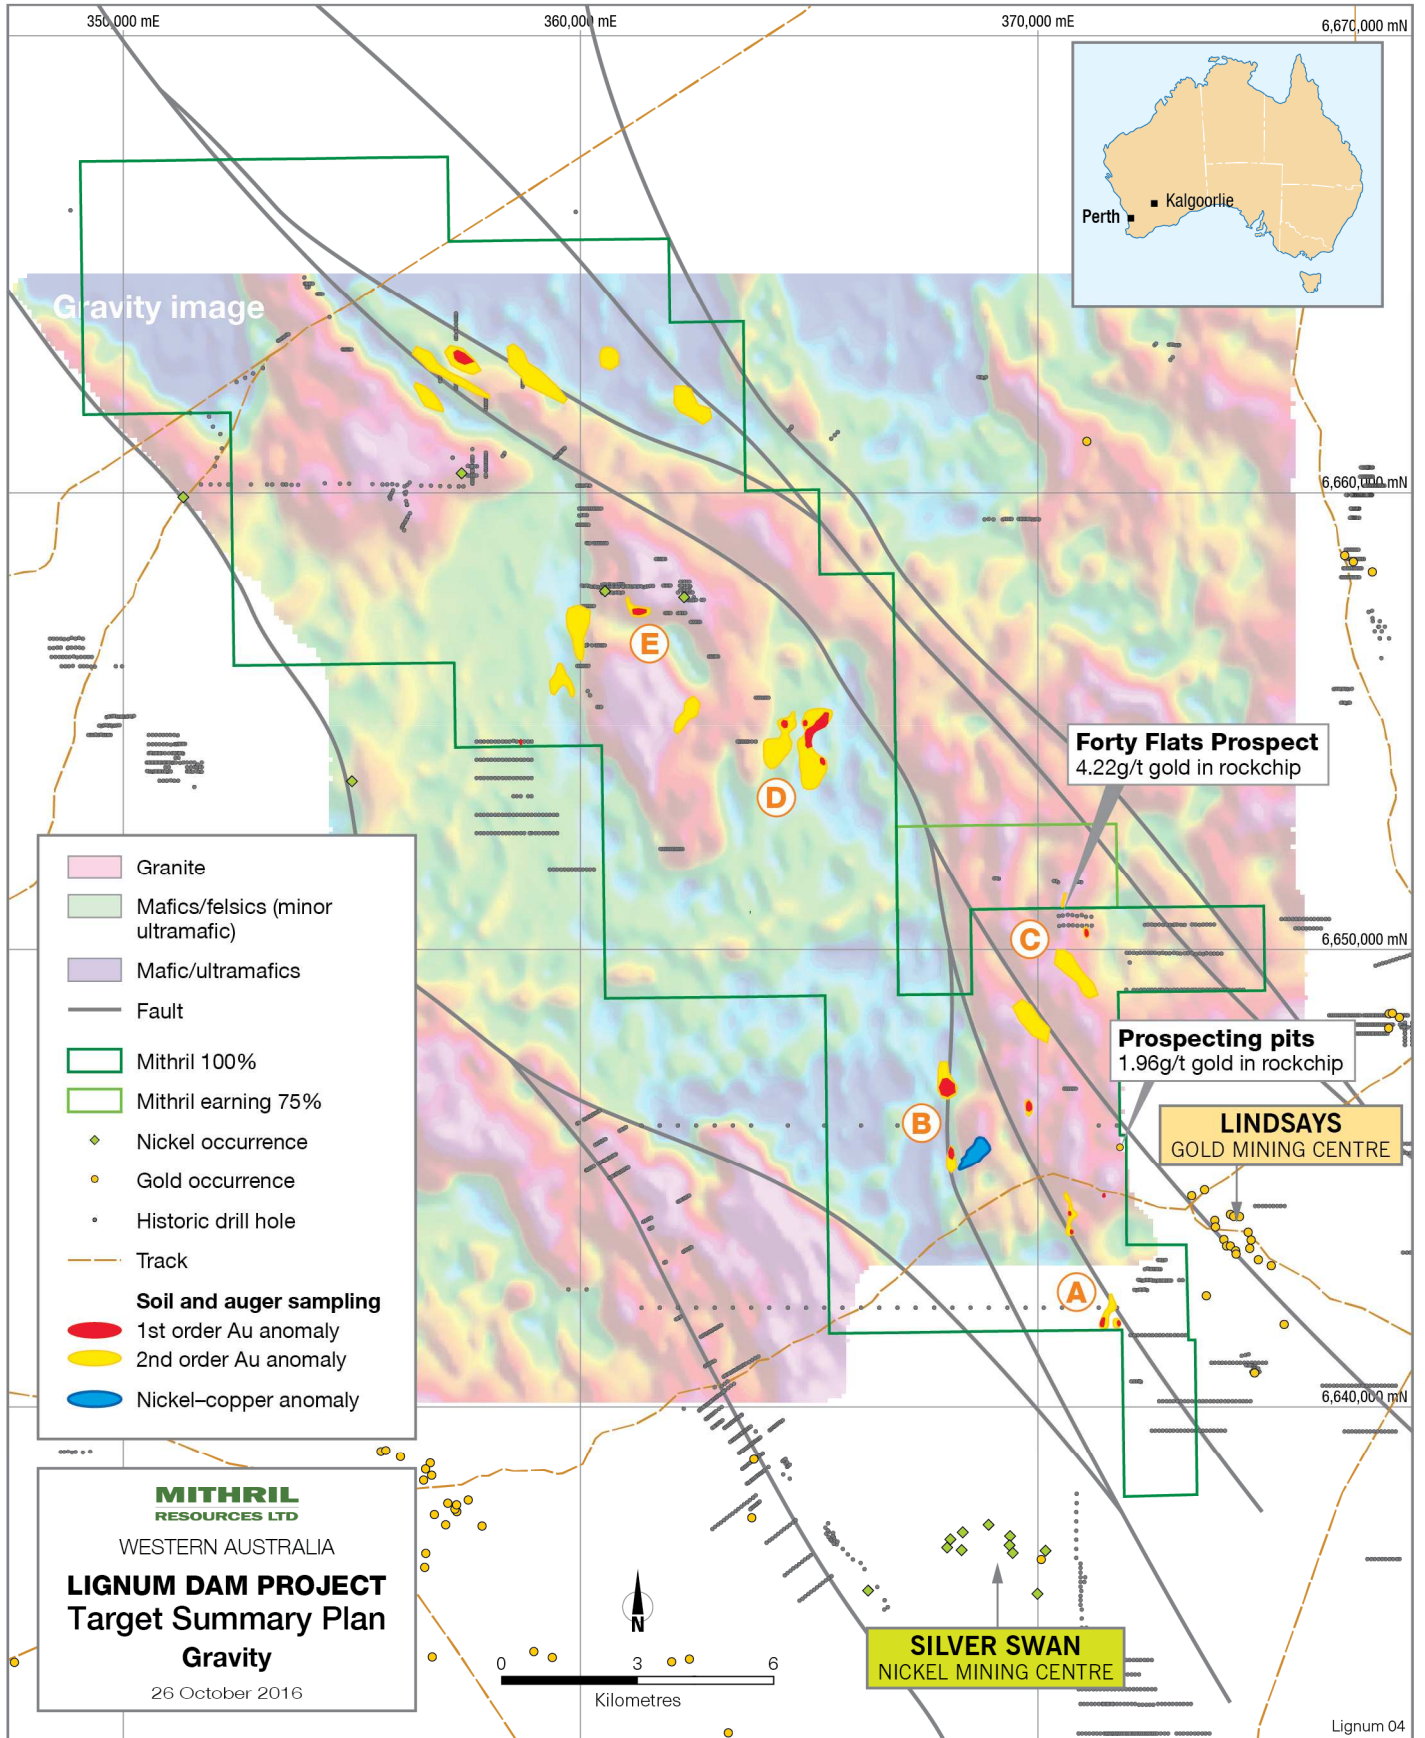 350,000 mE
360,000 mE
370,000 mE
6,670,000 mN
Kalgoorlie
Perth
Gravity image
6,660,000 mN
E
D
Forty Flats Prospect
4.22g/t gold in rockchip
C
6,650,000 mN
Prospecting pits
1.96g/t gold in rockchip
B
LINDSAYS
GOLD MINING CENTRE
A
6,640,000 mN
Granite
Mafics/felsics (minor
ultramafic)
Mafic/ultramafics
Fault
Mithril 100%
Mithril earning 75%
Nickel occurrence
Gold occurrence
Historic drill hole
Track
Soil and auger sampling
1st order Au anomaly
2nd order Au anomaly
Nickel–copper anomaly
MITHRIL
RESOURCES LTD
WESTERN AUSTRALIA
LIGNUM DAM PROJECT
Target Summary Plan
Gravity
26 October 2016
N
0 3 6
Kilometres
SILVER SWAN
NICKEL MINING CENTRE
Lignum 04